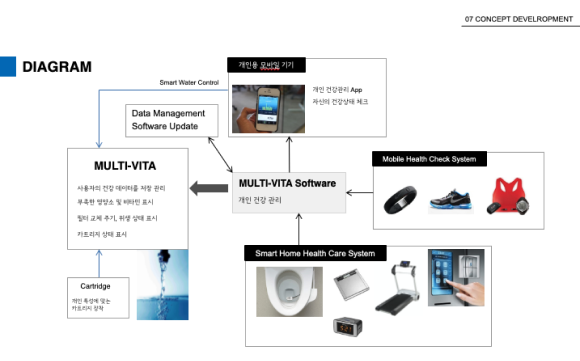 07 CONCEPT DEVELROPMENT
DIAGRAM
개인용 모바일 기기
Smart Water Control
개인 건강관리 App
자신의 건강상태 체크
Data Management
Software Update
Mobile Health Check System
MULTI-VITA
사용자의 건강 데이터를 저장 관리
부족한 영양소 및 비타민 표시
필터 교체 주기, 위생 상태 표시
카트리지 상태 표시
MULTI-VITA Software
개인 건강 관리
Smart Home Health Care System
Cartridge
개인 특성에 맞는
카트리지 장착